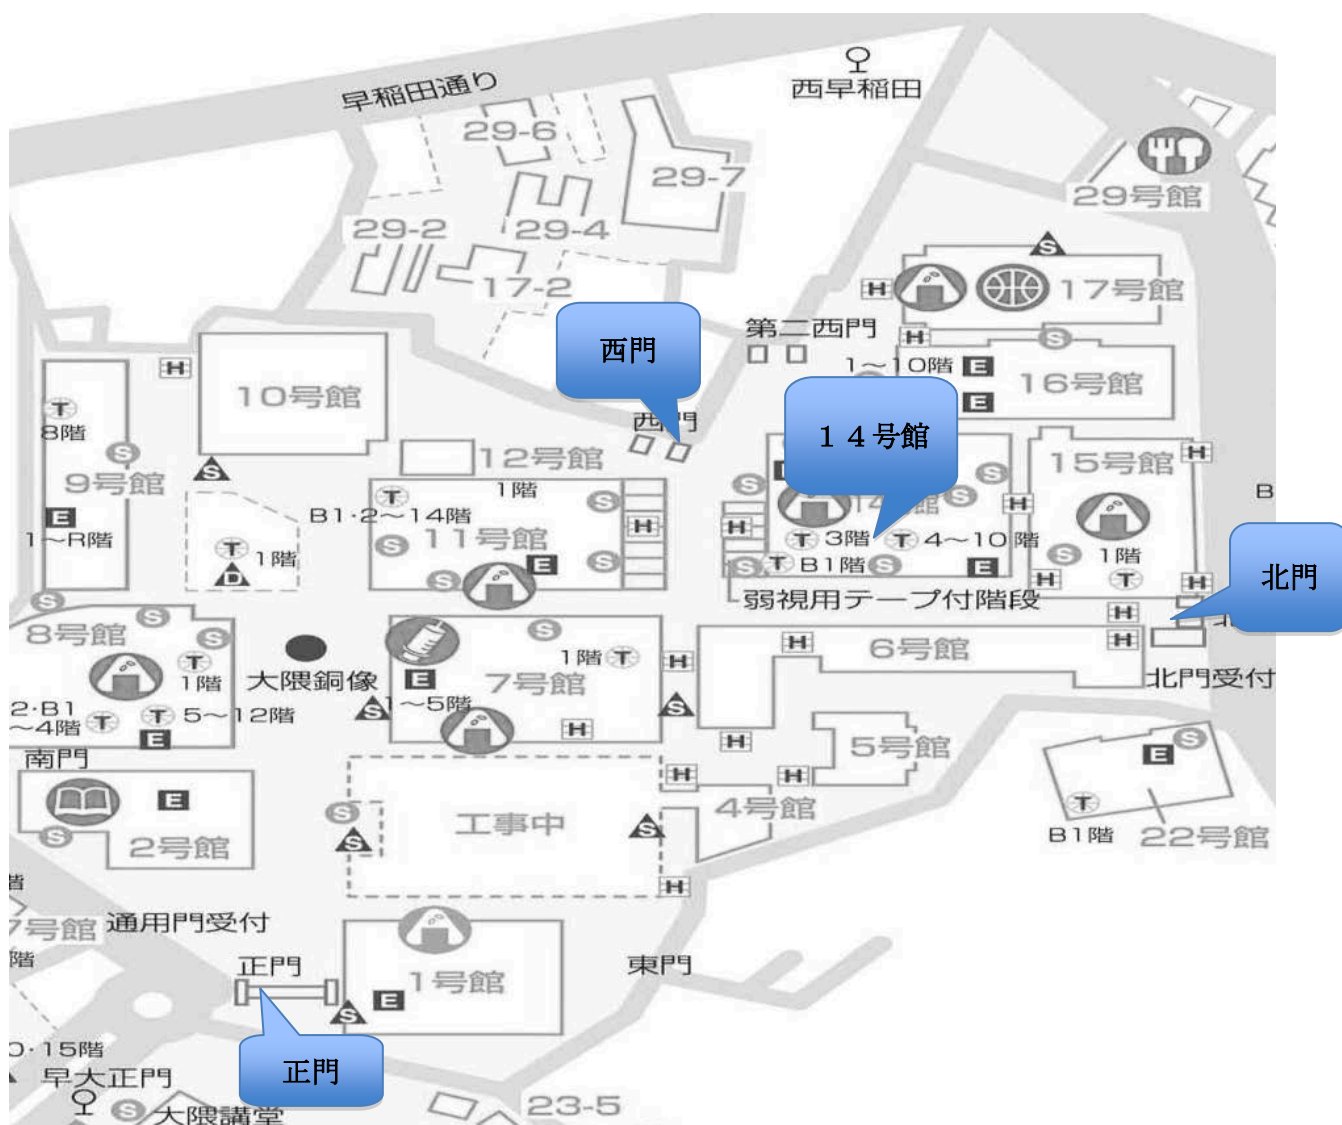 早稲田通り
西早稲田
29-6
29-7
29号館
29-2
29-4
17-2
17号館
西門
第二西門
1～10階
16号館
10号館
西門
14号館
8階
12号館
15号館
9号館
1階
B
B1・2～14階
11号館
1～R階
1階
3階
4～10階
1階
B1階
北門
弱視用テープ付階段
8号館
6号館
1階
大隈銅像
1階
7号館
北門受付
2・B1
～4階
5～12階
1～5階
南門
5号館
工事中
4号館
2号館
B1階
22号館
7号館
通用門受付
階
正門
1号館
東門
正門
0・15階
早大正門
大隈講堂
23-5